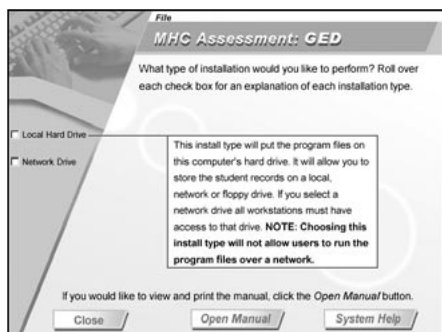 File
MHC Assessment: GED
What type of installation would you like to perform? Roll over
each check box for an explanation of each installation type.
Local Hard Drive
Network Drive
This install type will put the program files on
this computer's hard drive. It will allow you to
store the student records on a local,
network or floppy drive. If you select a
network drive all workstations must have
access to that drive. NOTE: Choosing this
install type will not allow users to run the
program files over a network.
If you would like to view and print the manual, click the Open Manual button.
Close
Open Manual
System Help